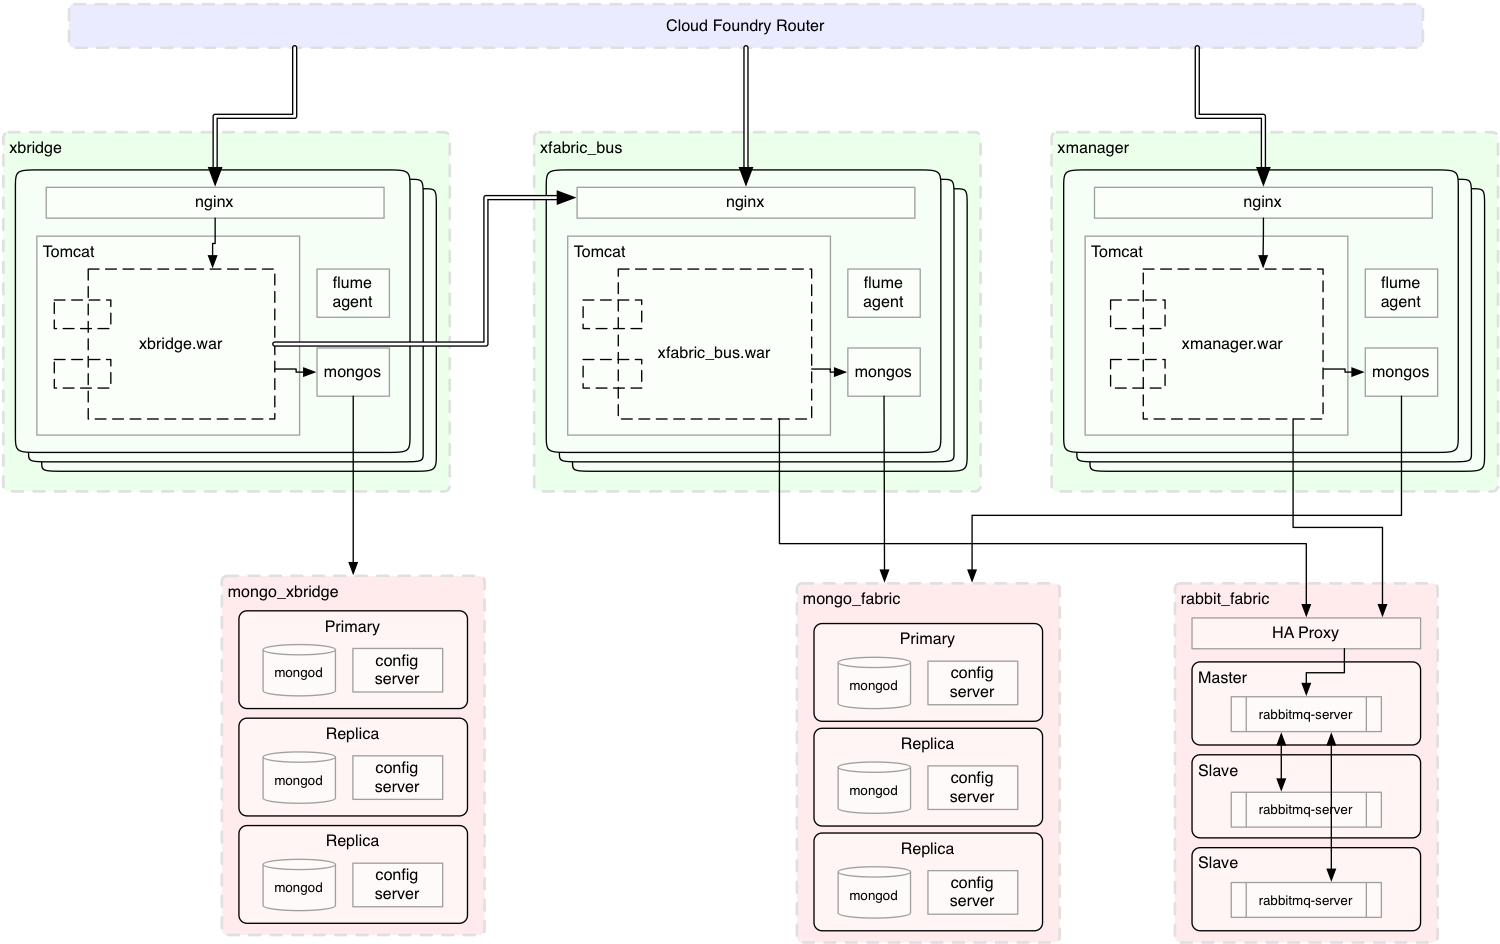 Cloud Foundry Router
xbridge
nginx
Tomcat
xbridge.war
flume
agent
mongos
xfabric_bus
nginx
Tomcat
xfabric_bus.war
flume
agent
mongos
xmanager
nginx
Tomcat
xmanager.war
flume
agent
mongos
mongo_xbridge
Primary
mongod
config
server
Replica
mongod
config
server
Replica
mongod
config
server
mongo_fabric
Primary
mongod
config
server
Replica
mongod
config
server
Replica
mongod
config
server
rabbit_fabric
HA Proxy
Master
rabbitmq-server
Slave
rabbitmq-server
Slave
rabbitmq-server